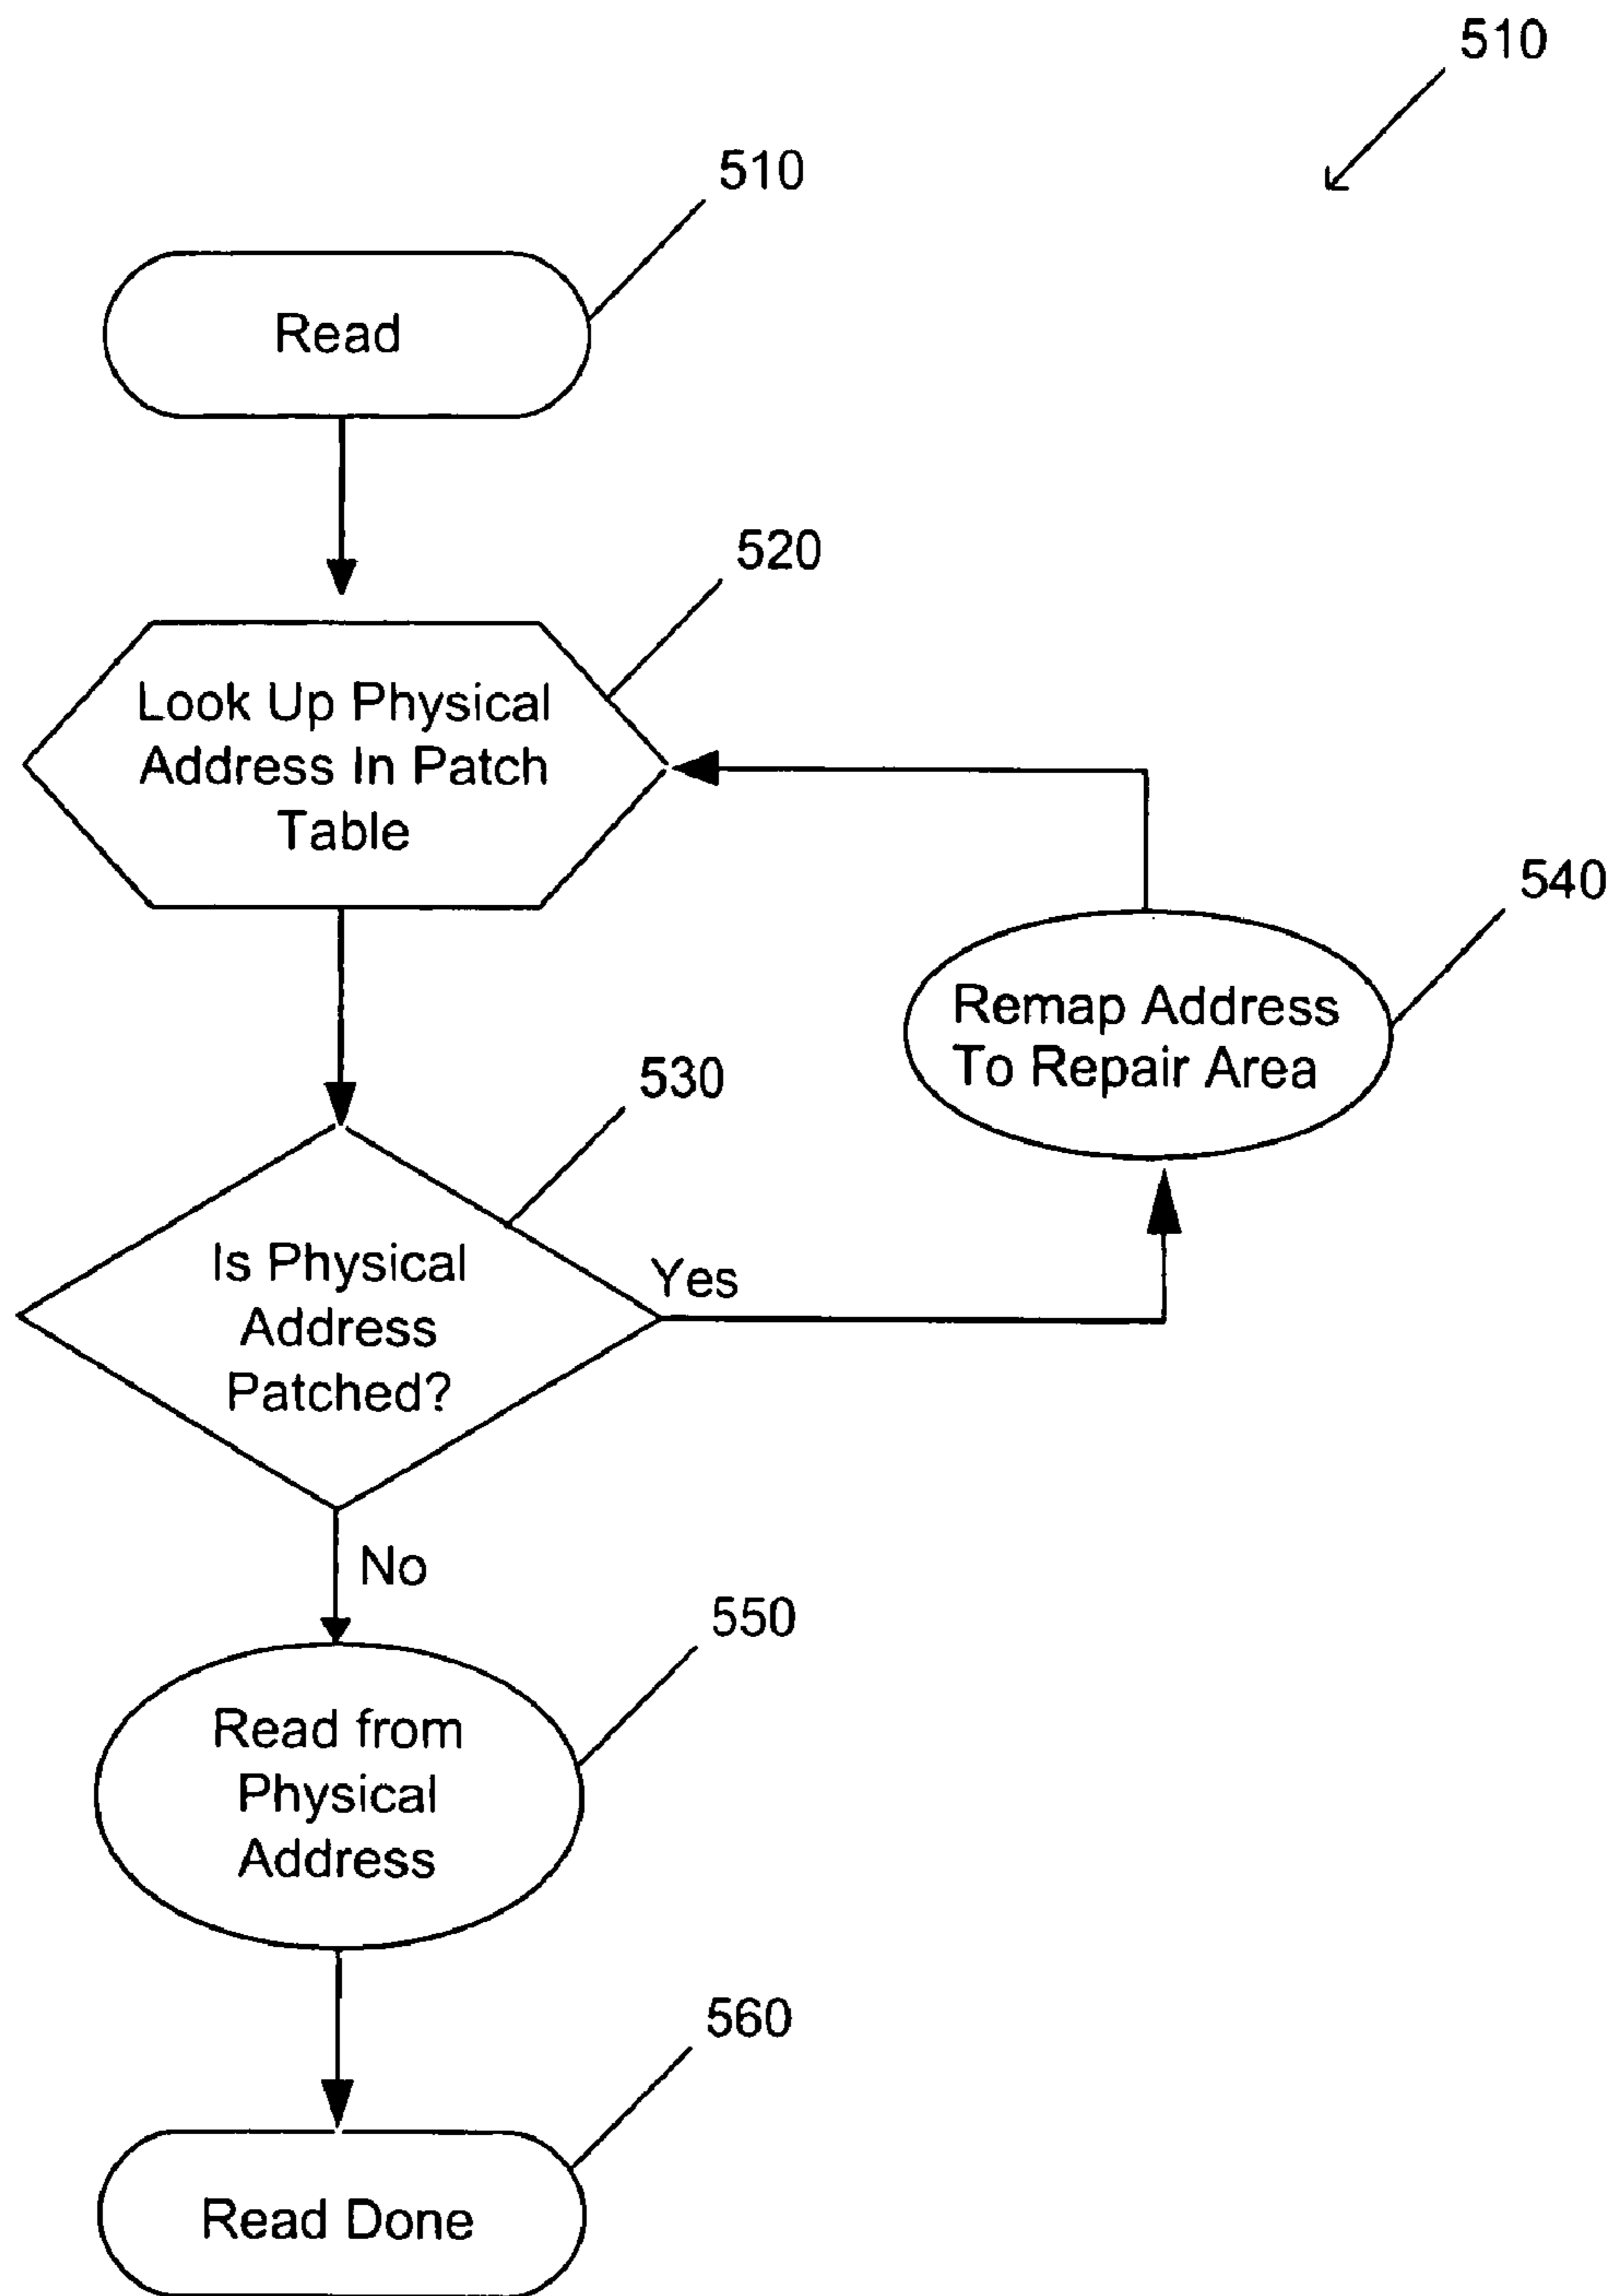 510
510
Read
520
Look Up Physical
Address In Patch
Table
540
Remap Address
To Repair Area
530
Is Physical
Address
Patched?
Yes
No
550
Read from
Physical
Address
560
Read Done